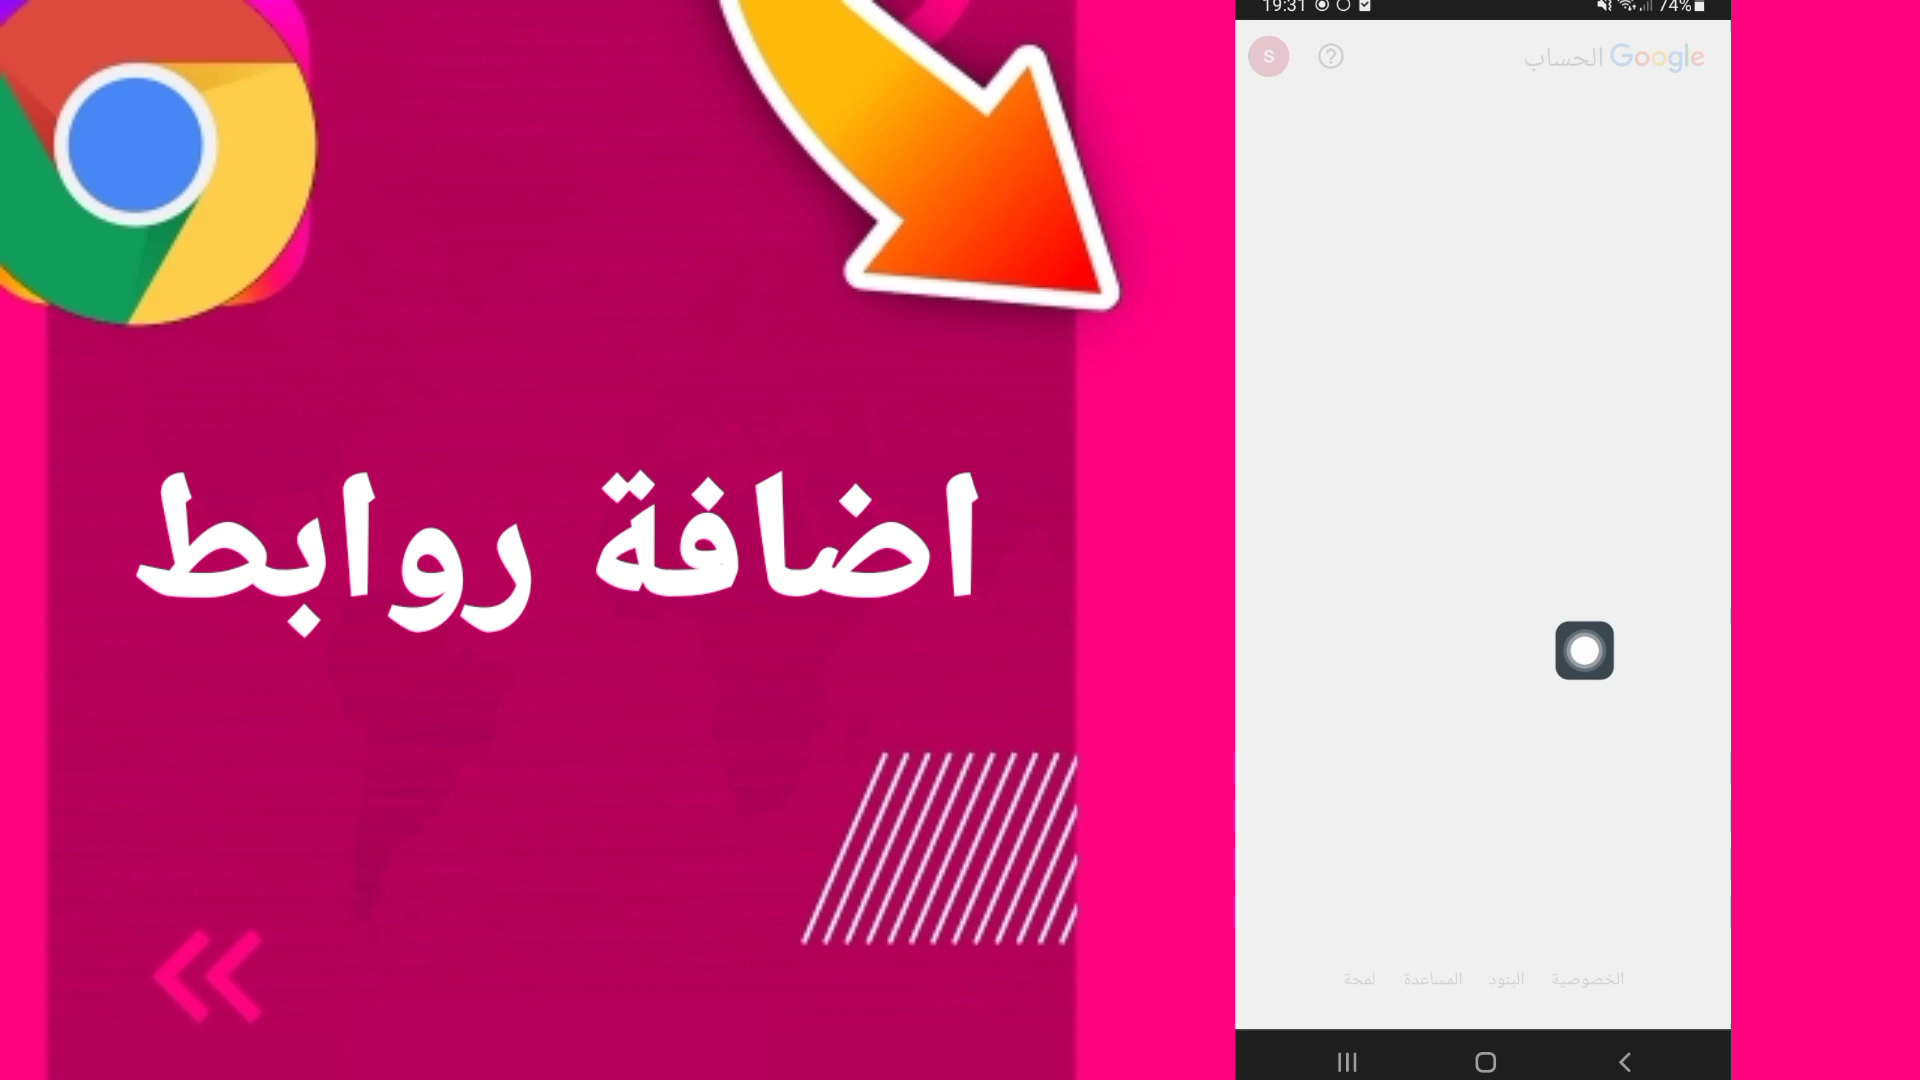 19:31
74%
S
الحساب Google
اضافة روابط
الخصوصية البنود المساعدة لمحة